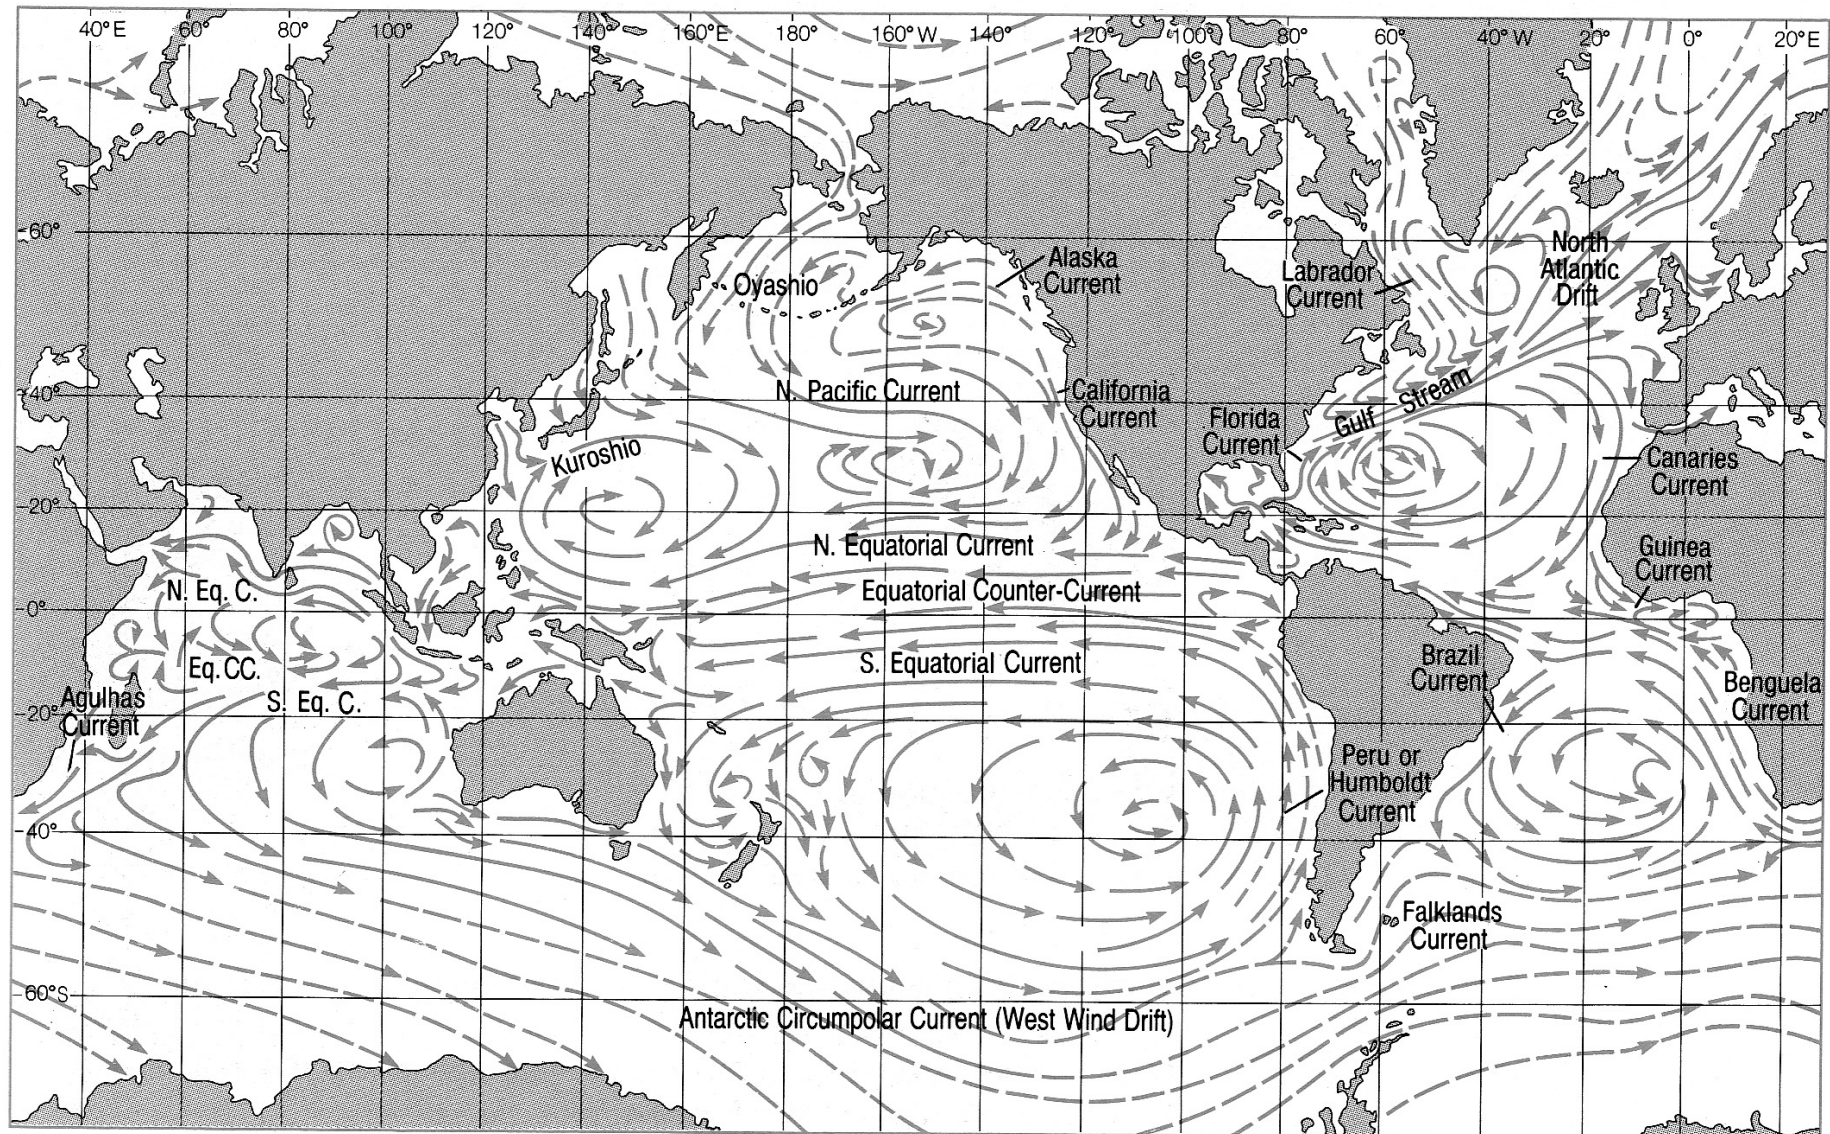 40°E 60° 80° 100° 120° 140° 160°E 180° 160°W 140° 120° 100° 80° 60° 40°W 20° 0° 20°E
60°
40°
20°
0°
20°
40°
60°S
Oyashio
Alaska
Current
Labrador
Current
North
Atlantic
Drift
N. Pacific Current
California
Current
Florida
Current
Gulf Stream
Kuroshio
Canaries
Current
N. Equatorial Current
Guinea
Current
N. Eq. C.
Equatorial Counter-Current
Eq.CC.
S. Equatorial Current
Brazil
Current
Benguela
Current
Agulhas
Current
S. Eq. C.
Peru or
Humboldt
Current
Falklands
Current
Antarctic Circumpolar Current (West Wind Drift)